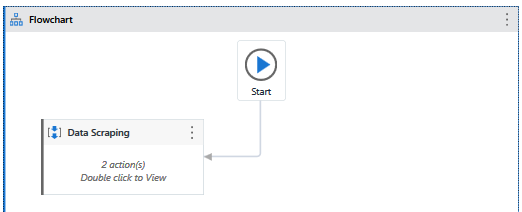 Flowchart
Start
Data Scraping
2 action(s)
Double click to View